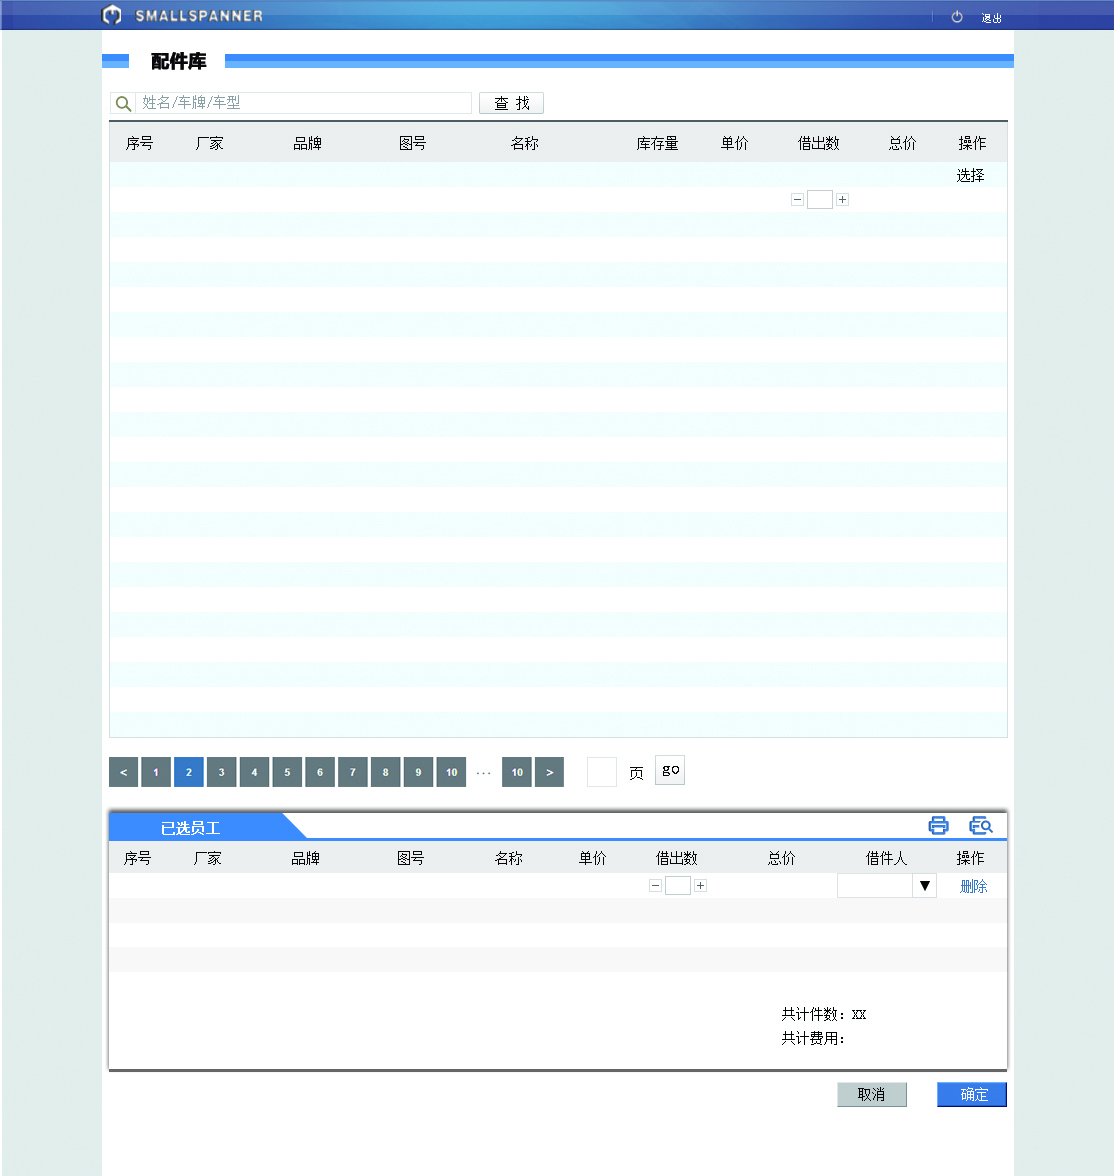 SMALLSPANNER 退出
配件库
姓名/车牌/车型 查 找
序号 厂家 品牌 图号 名称 库存量 单价 借出数 总价 操作
选择
− +
< 1 2 3 4 5 6 7 8 9 10 ... 10 > 页 go
已选员工
序号 厂家 品牌 图号 名称 单价 借出数 总价 借件人 操作
− + ▼ 删除
共计件数：XX
共计费用：
取消 确定